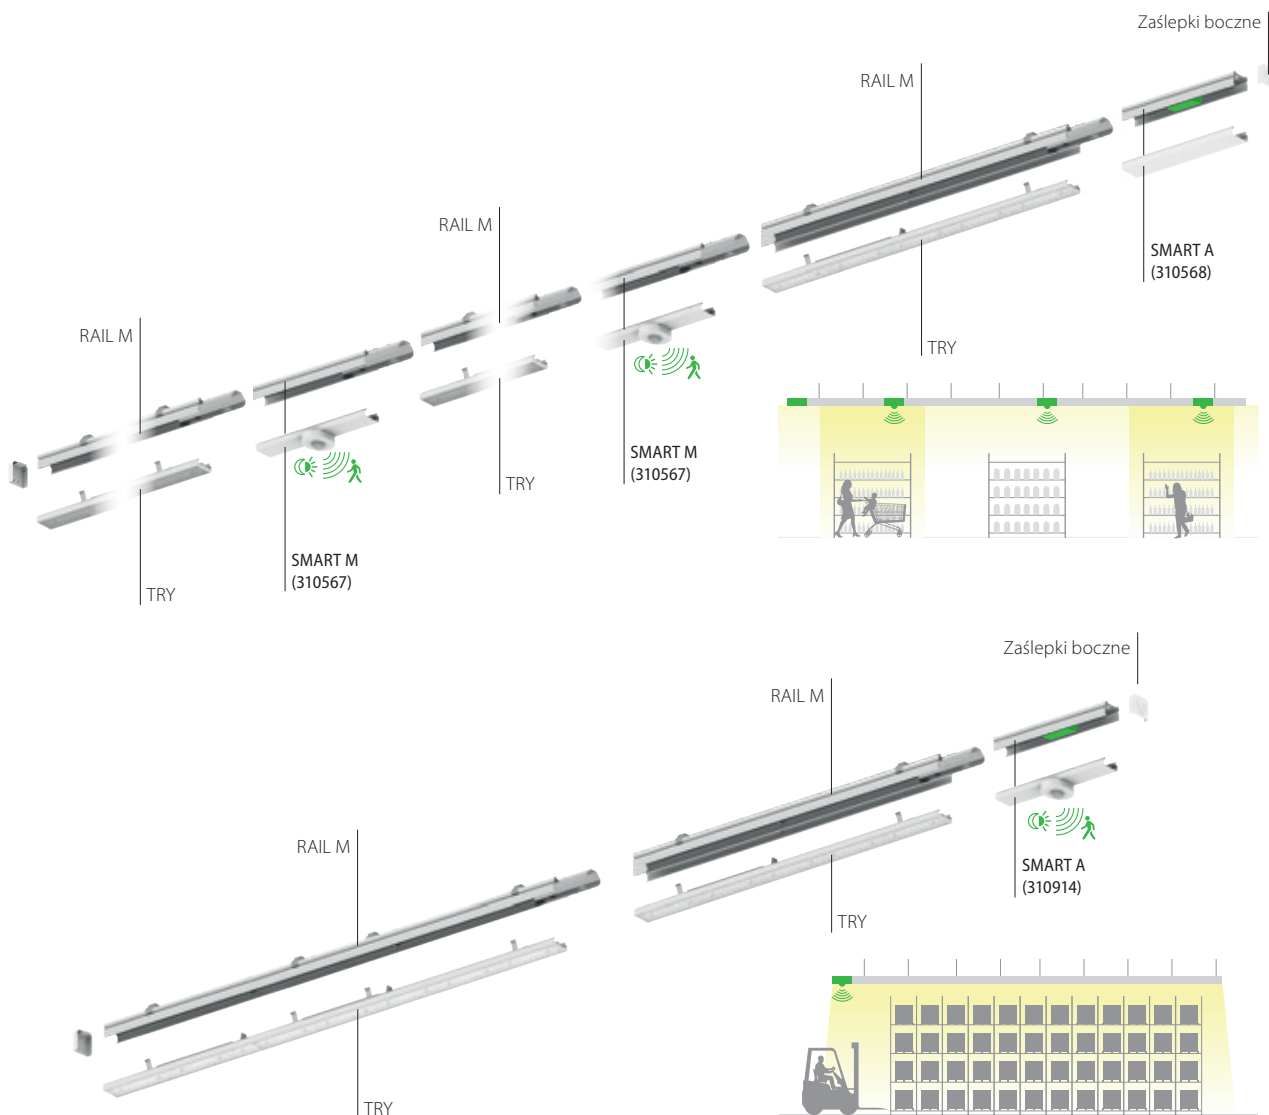 Zaślepki boczne
RAIL M
SMART A
(310568)
RAIL M
TRY
RAIL M
SMART M
(310567)
TRY
SMART M
(310567)
TRY
Zaślepki boczne
RAIL M
SMART A
(310914)
RAIL M
TRY
TRY